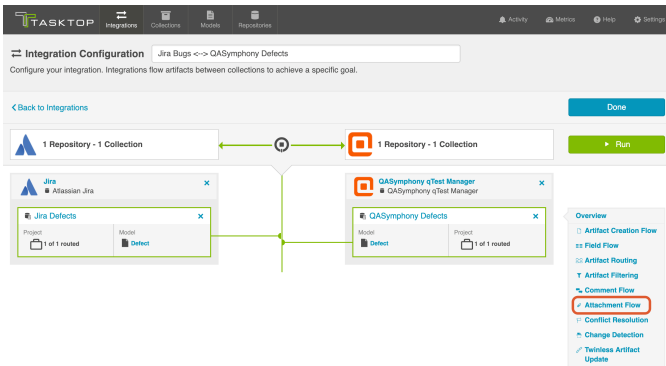 TASKTOP
Integrations
Collections
Models
Repositories
Activity
Metrics
Help
Settings
Integration Configuration
Jira Bugs <--> QASymphony Defects
Configure your integration. Integrations flow artifacts between collections to achieve a specific goal.
Back to Integrations
Done
1 Repository - 1 Collection
1 Repository - 1 Collection
Run
Jira
Atlassian Jira
QASymphony qTest Manager
QASymphony qTest Manager
Jira Defects
Project
1 of 1 routed
Model
Defect
QASymphony Defects
Model
Defect
Project
1 of 1 routed
Overview
Artifact Creation Flow
Field Flow
Artifact Routing
Artifact Filtering
Comment Flow
Attachment Flow
Conflict Resolution
Change Detection
Twinless Artifact
Update